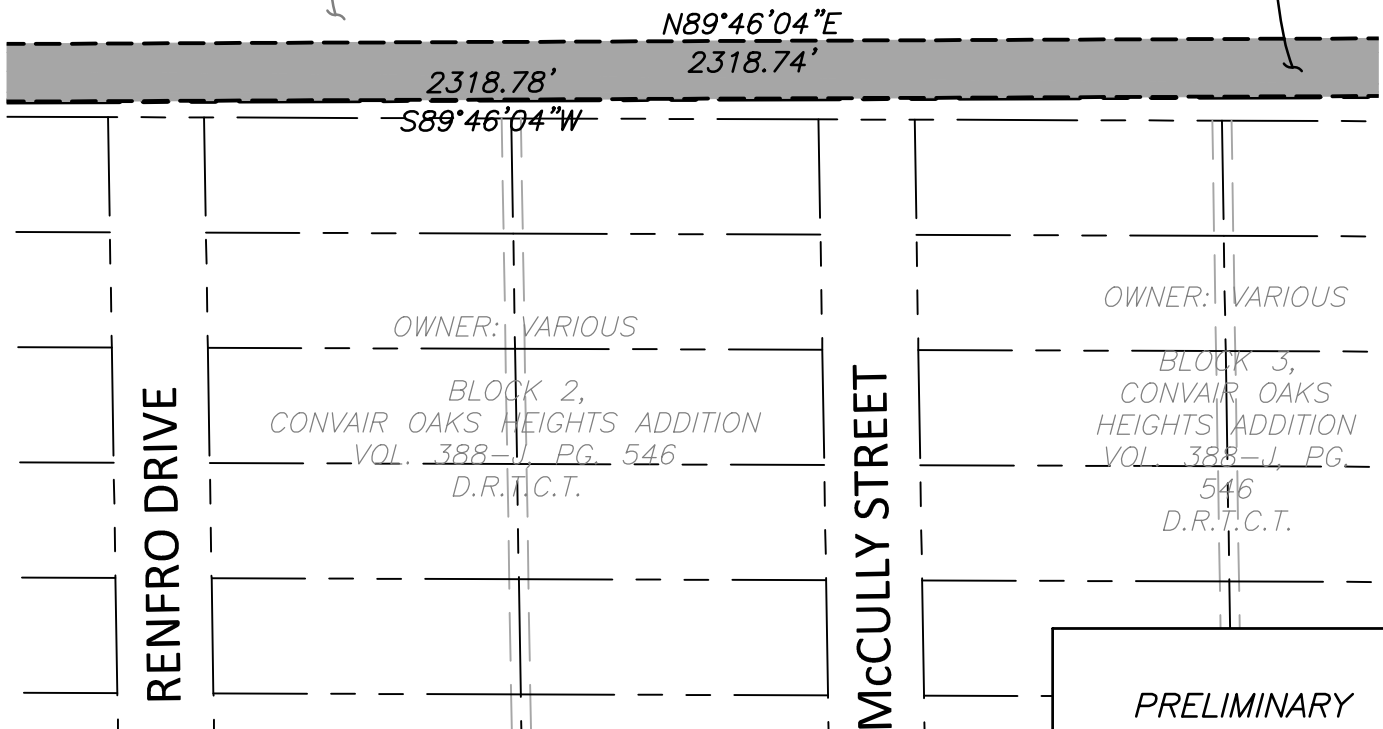 N89°46'04"E
2318.74'
2318.78'
S89°46'04"W
OWNER: VARIOUS
BLOCK 2,
CONVAIR OAKS HEIGHTS ADDITION
VOL. 388-J, PG. 546
D.R.T.C.T.
OWNER: VARIOUS
BLOCK 3,
CONVAIR OAKS
HEIGHTS ADDITION
VOL. 388-J, PG.
546
D.R.T.C.T.
RENFRO DRIVE
McCULLY STREET
PRELIMINARY